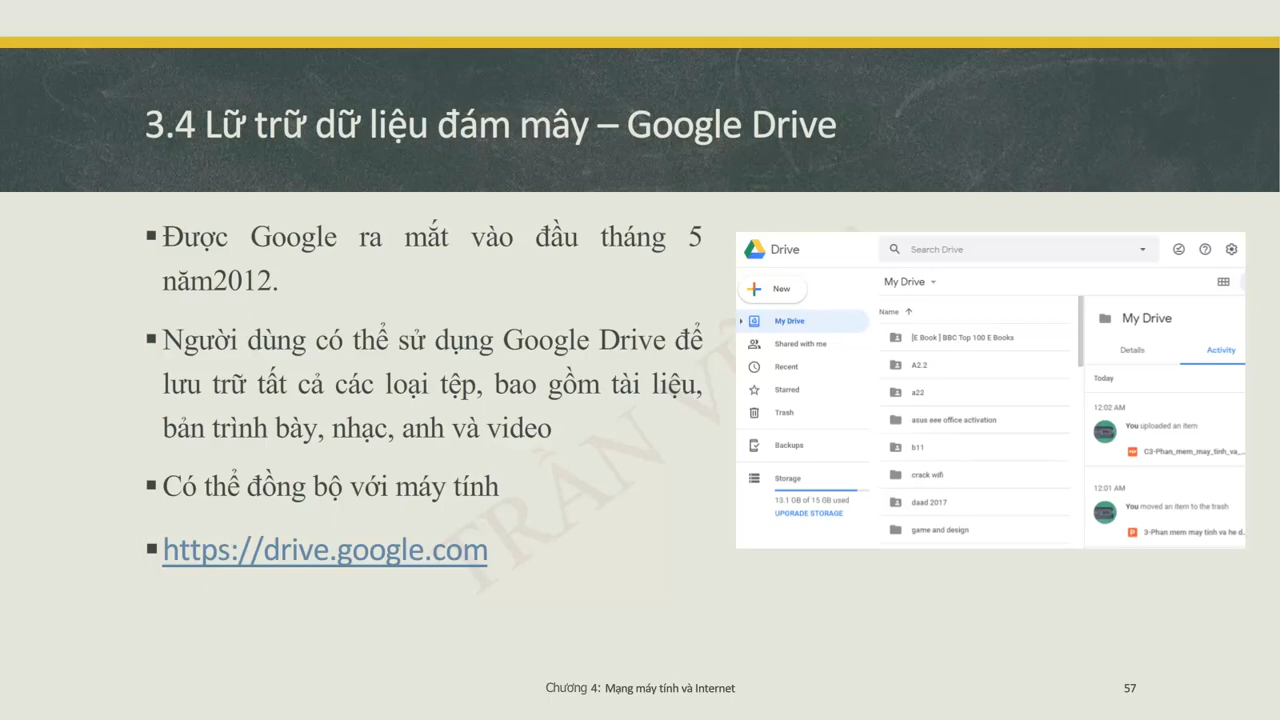 3.4 Lữ trữ dữ liệu đám mây – Google Drive
▪Được Google ra mắt vào đầu tháng 5
năm2012.
▪Người dùng có thể sử dụng Google Drive để
lưu trữ tất cả các loại tệp, bao gồm tài liệu,
bản trình bày, nhạc, anh và video
▪Có thể đồng bộ với máy tính
▪https://drive.google.com
Drive
Search Drive
New
My Drive
My Drive
Shared with me
Recent
Starred
Trash
Backups
Storage
13.1 GB of 15 GB used
UPGRADE STORAGE
Name
[E Book ] BBC Top 100 E Books
A2.2
a22
asus eee office activation
b11
crack wifi
daad 2017
game and design
My Drive
Details Activity
Today
12:02 AM
You uploaded an item
C3-Phan_mem_may_tinh_va_...
12:01 AM
You moved an item to the trash
3-Phan mem may tinh va he d...
TRẦN VĂ
Chương 4: Mạng máy tính và Internet
57